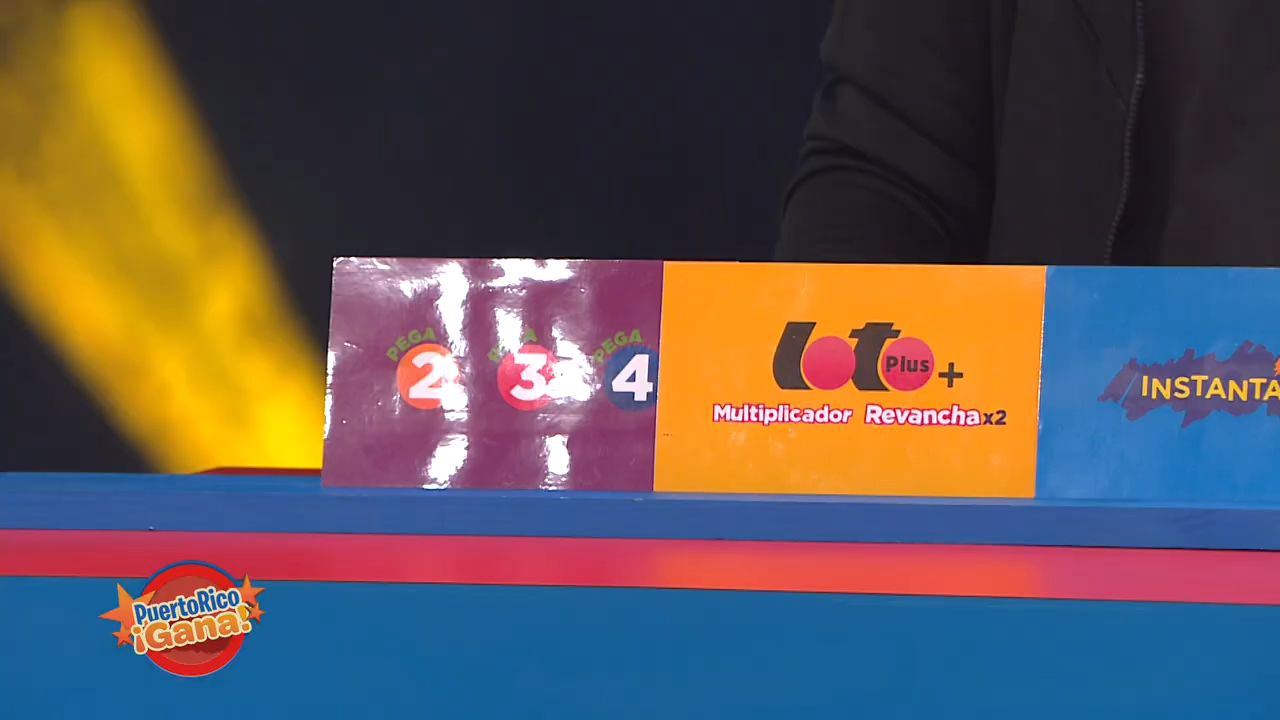 PEGA 2
PEGA 3
PEGA 4
Loto Plus +
Multiplicador Revancha x2
INSTANTA
PuertoRico
¡Gana!